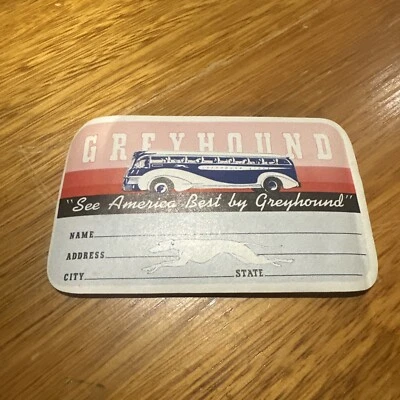 GREYHOUND
"See America Best by Greyhound"
NAME
ADDRESS
CITY STATE